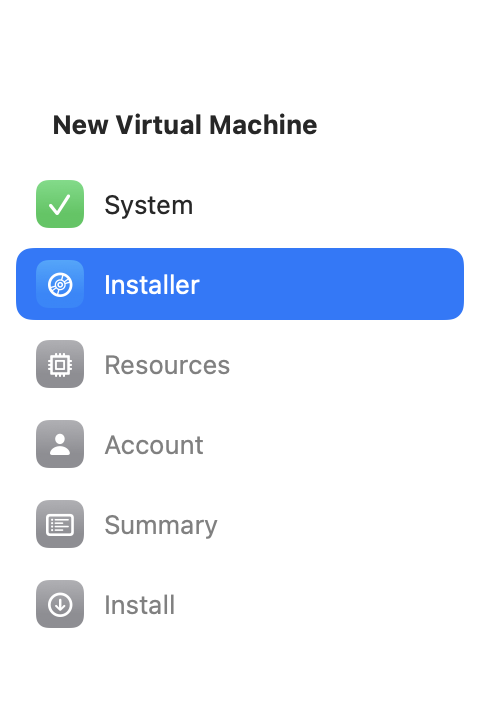 New Virtual Machine
System
Installer
Resources
Account
Summary
Install